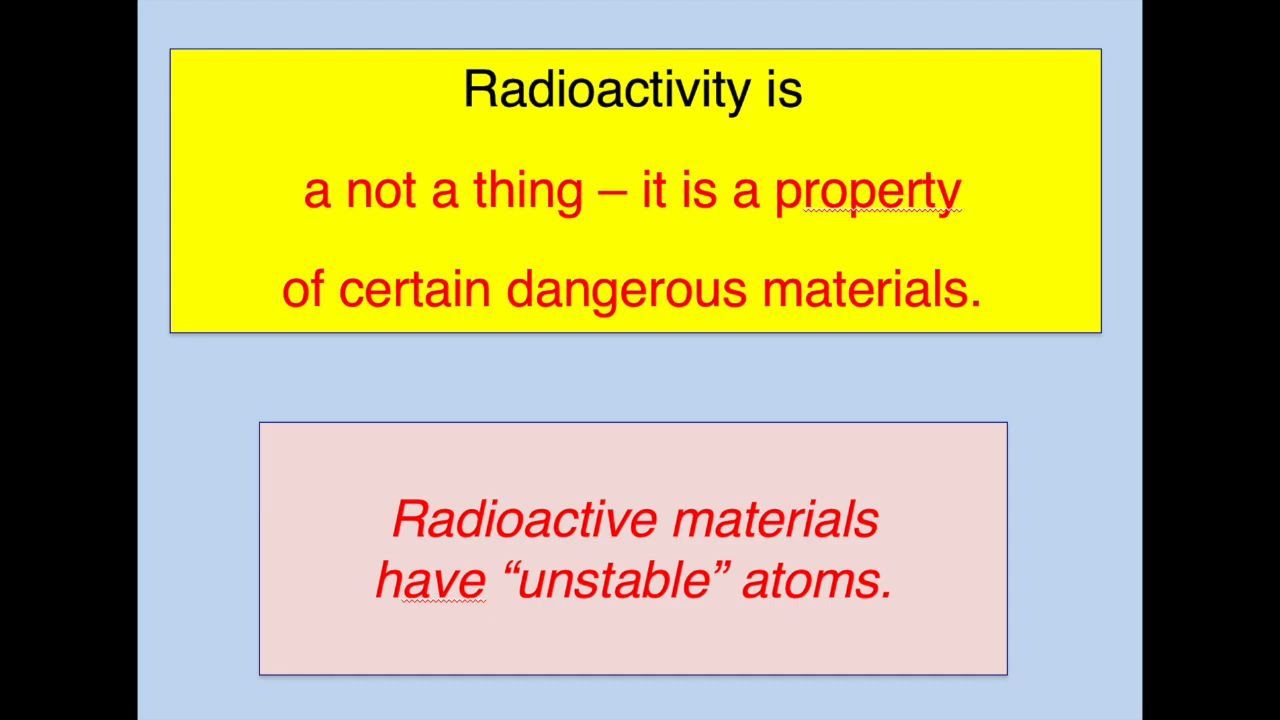 Radioactivity is
a not a thing – it is a property
of certain dangerous materials.
Radioactive materials
have “unstable” atoms.